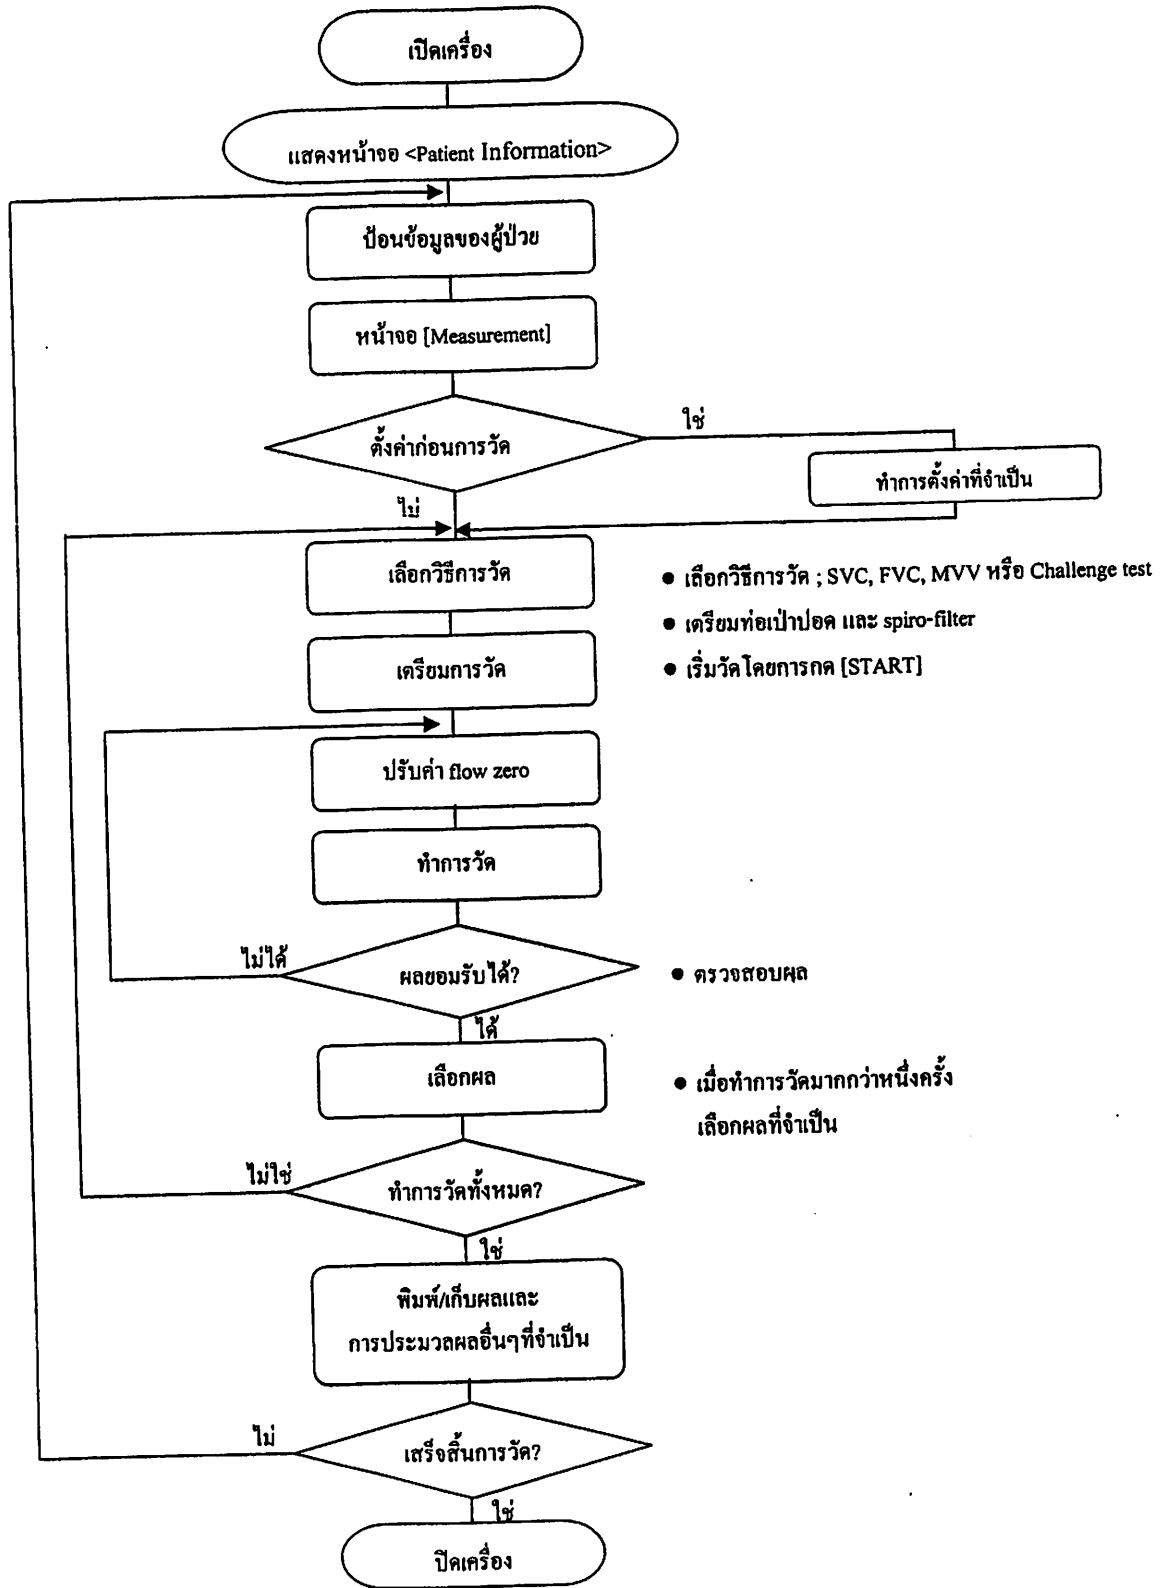 เปิดเครื่อง
แสดงหน้าจอ <Patient Information>
ป้อนข้อมูลของผู้ป่วย
หน้าจอ [Measurement]
ตั้งค่าก่อนการวัด
ใช่
ทำการตั้งค่าที่จำเป็น
ไม่
เลือกวิธีการวัด
● เลือกวิธีการวัด ; SVC, FVC, MVV หรือ Challenge test
● เตรียมท่อเป่าปอด และ spiro-filter
เตรียมการวัด
● เริ่มวัดโดยการกด [START]
ปรับค่า flow zero
ทำการวัด
ไม่ได้
ผลยอมรับได้?
● ตรวจสอบผล
ได้
เลือกผล
● เมื่อทำการวัดมากกว่าหนึ่งครั้ง
เลือกผลที่จำเป็น
ไม่ใช่
ทำการวัดทั้งหมด?
ใช่
พิมพ์/เก็บผลและ
การประมวลผลอื่นๆที่จำเป็น
ไม่
เสร็จสิ้นการวัด?
ใช่
ปิดเครื่อง